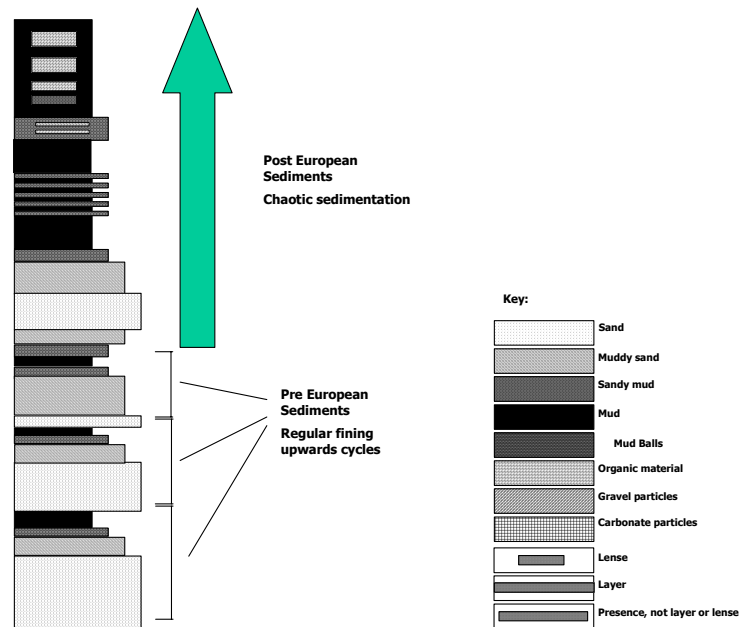 Post European
Sediments
Chaotic sedimentation
Pre European
Sediments
Regular fining
upwards cycles
Key:
Sand
Muddy sand
Sandy mud
Mud
Mud Balls
Organic material
Gravel particles
Carbonate particles
Lense
Layer
Presence, not layer or lense